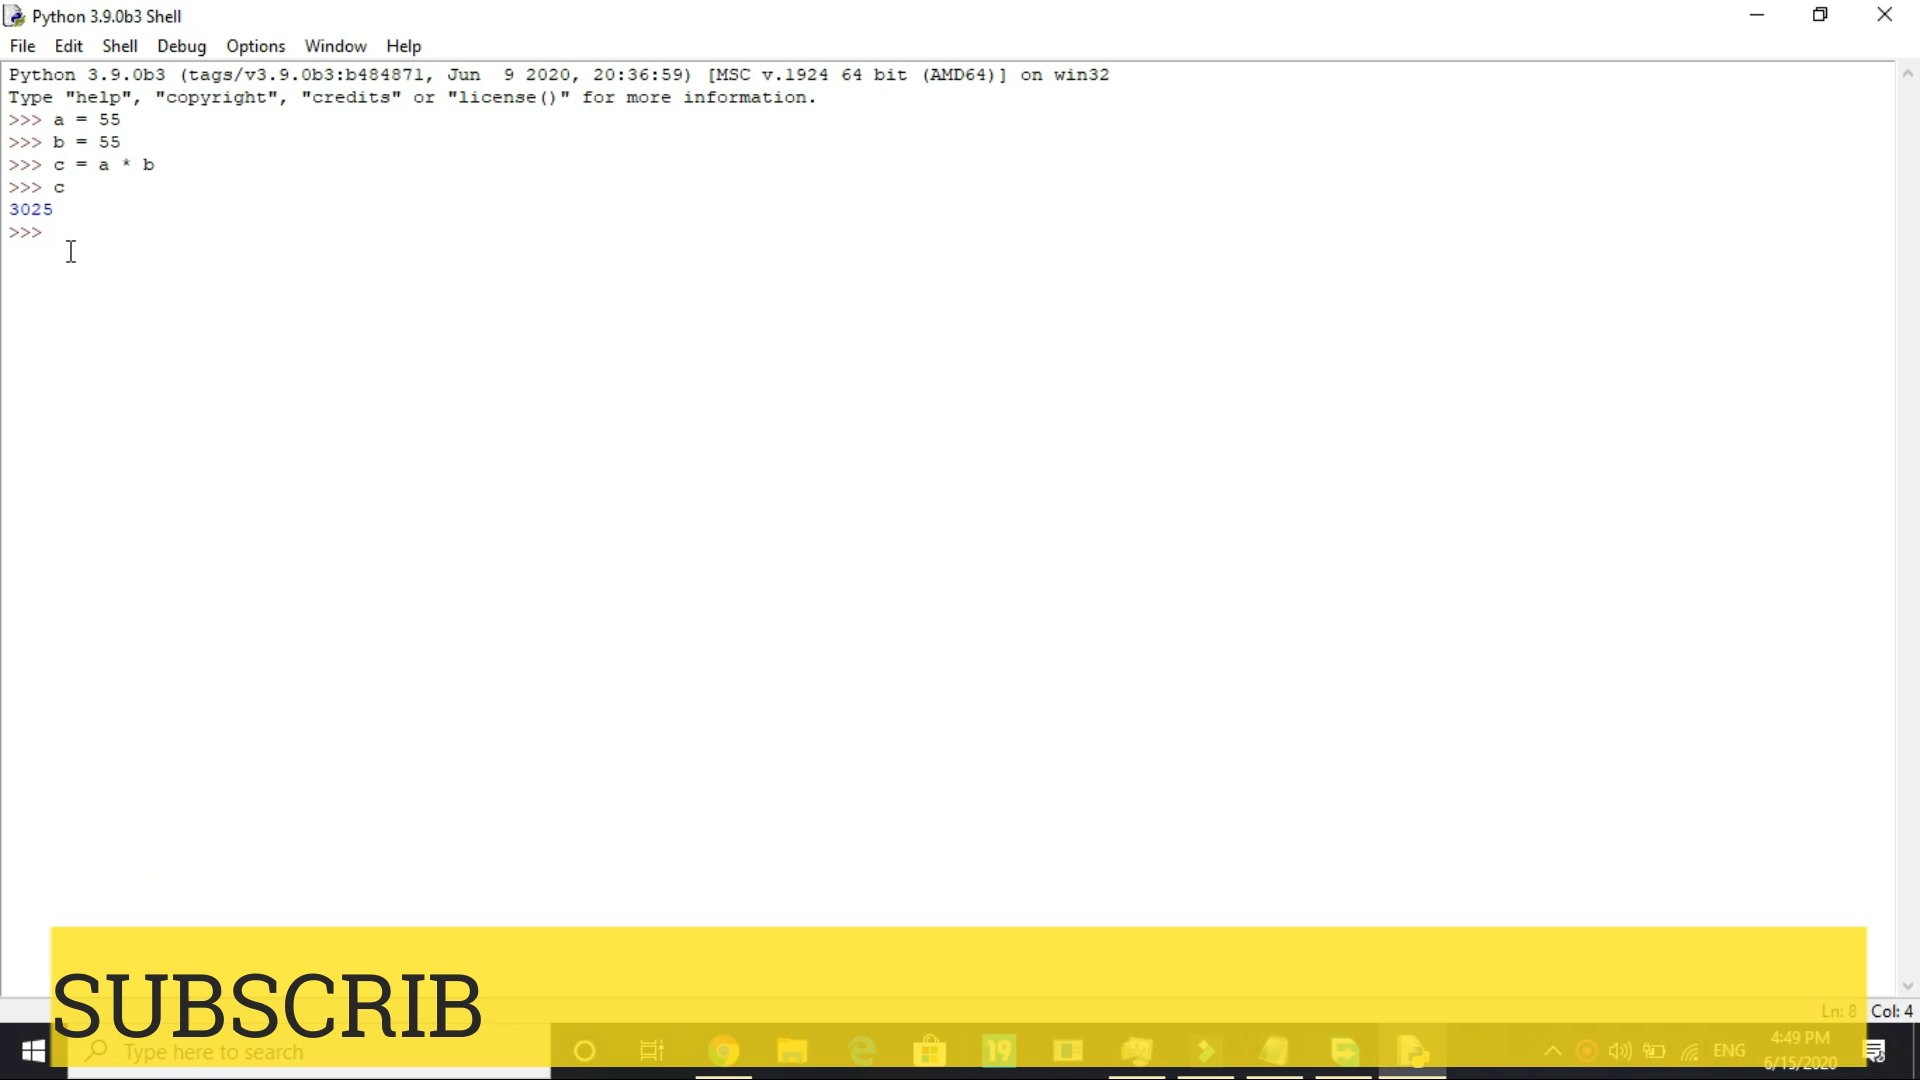 Python 3.9.0b3 Shell
File Edit Shell Debug Options Window Help
Python 3.9.0b3 (tags/v3.9.0b3:b484871, Jun  9 2020, 20:36:59) [MSC v.1924 64 bit (AMD64)] on win32
Type "help", "copyright", "credits" or "license()" for more information.
>>> a = 55
>>> b = 55
>>> c = a * b
>>> c
3025
>>>
SUBSCRIB
Ln: 8 Col: 4
Type here to search
19
ENG
4:49 PM
6/15/2020